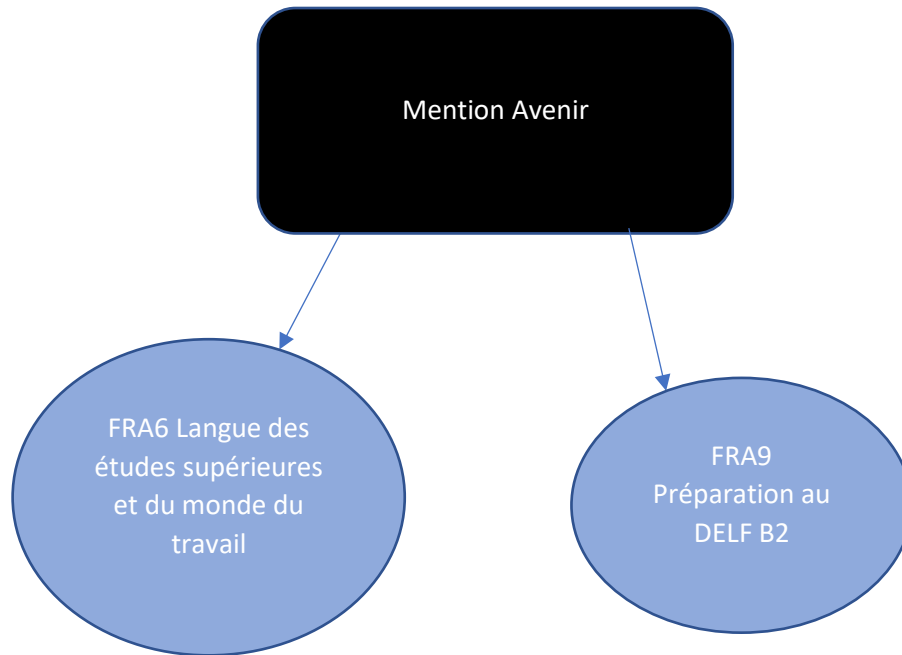 Mention Avenir
FRA6 Langue des
études supérieures
et du monde du
travail
FRA9
Préparation au
DELF B2